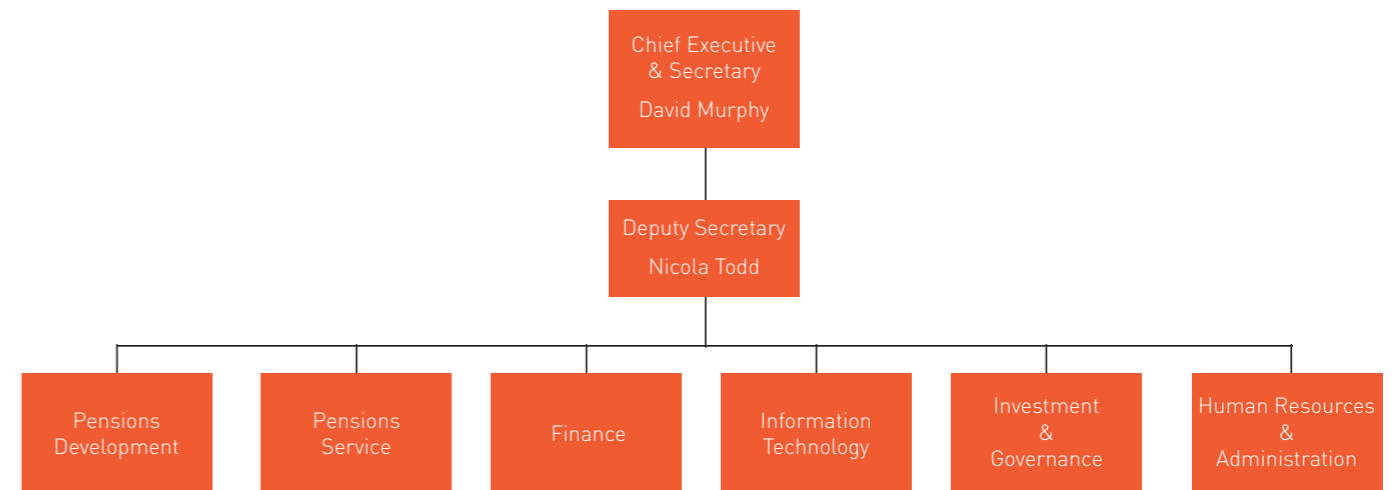 Chief Executive
& Secretary
David Murphy
Deputy Secretary
Nicola Todd
Pensions
Development
Pensions
Service
Finance
Information
Technology
Investment
&
Governance
Human Resources
&
Administration